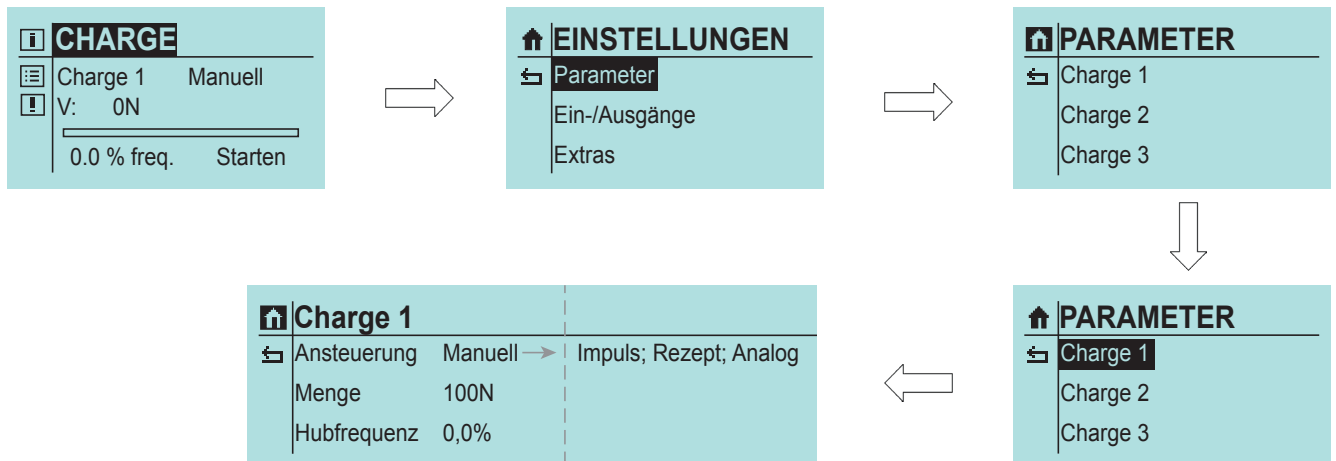 CHARGE
Charge 1 Manuell
V: 0N
0.0 % freq. Starten
EINSTELLUNGEN
Parameter
Ein-/Ausgänge
Extras
PARAMETER
Charge 1
Charge 2
Charge 3
PARAMETER
Charge 1
Charge 2
Charge 3
Charge 1
Ansteuerung Manuell Impuls; Rezept; Analog
Menge 100N
Hubfrequenz 0,0%